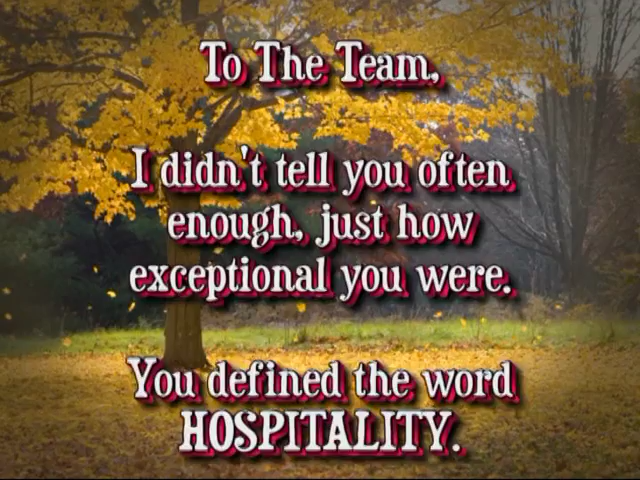 To The Team,
I didn't tell you often
enough, just how
exceptional you were.
You defined the word
HOSPITALITY.